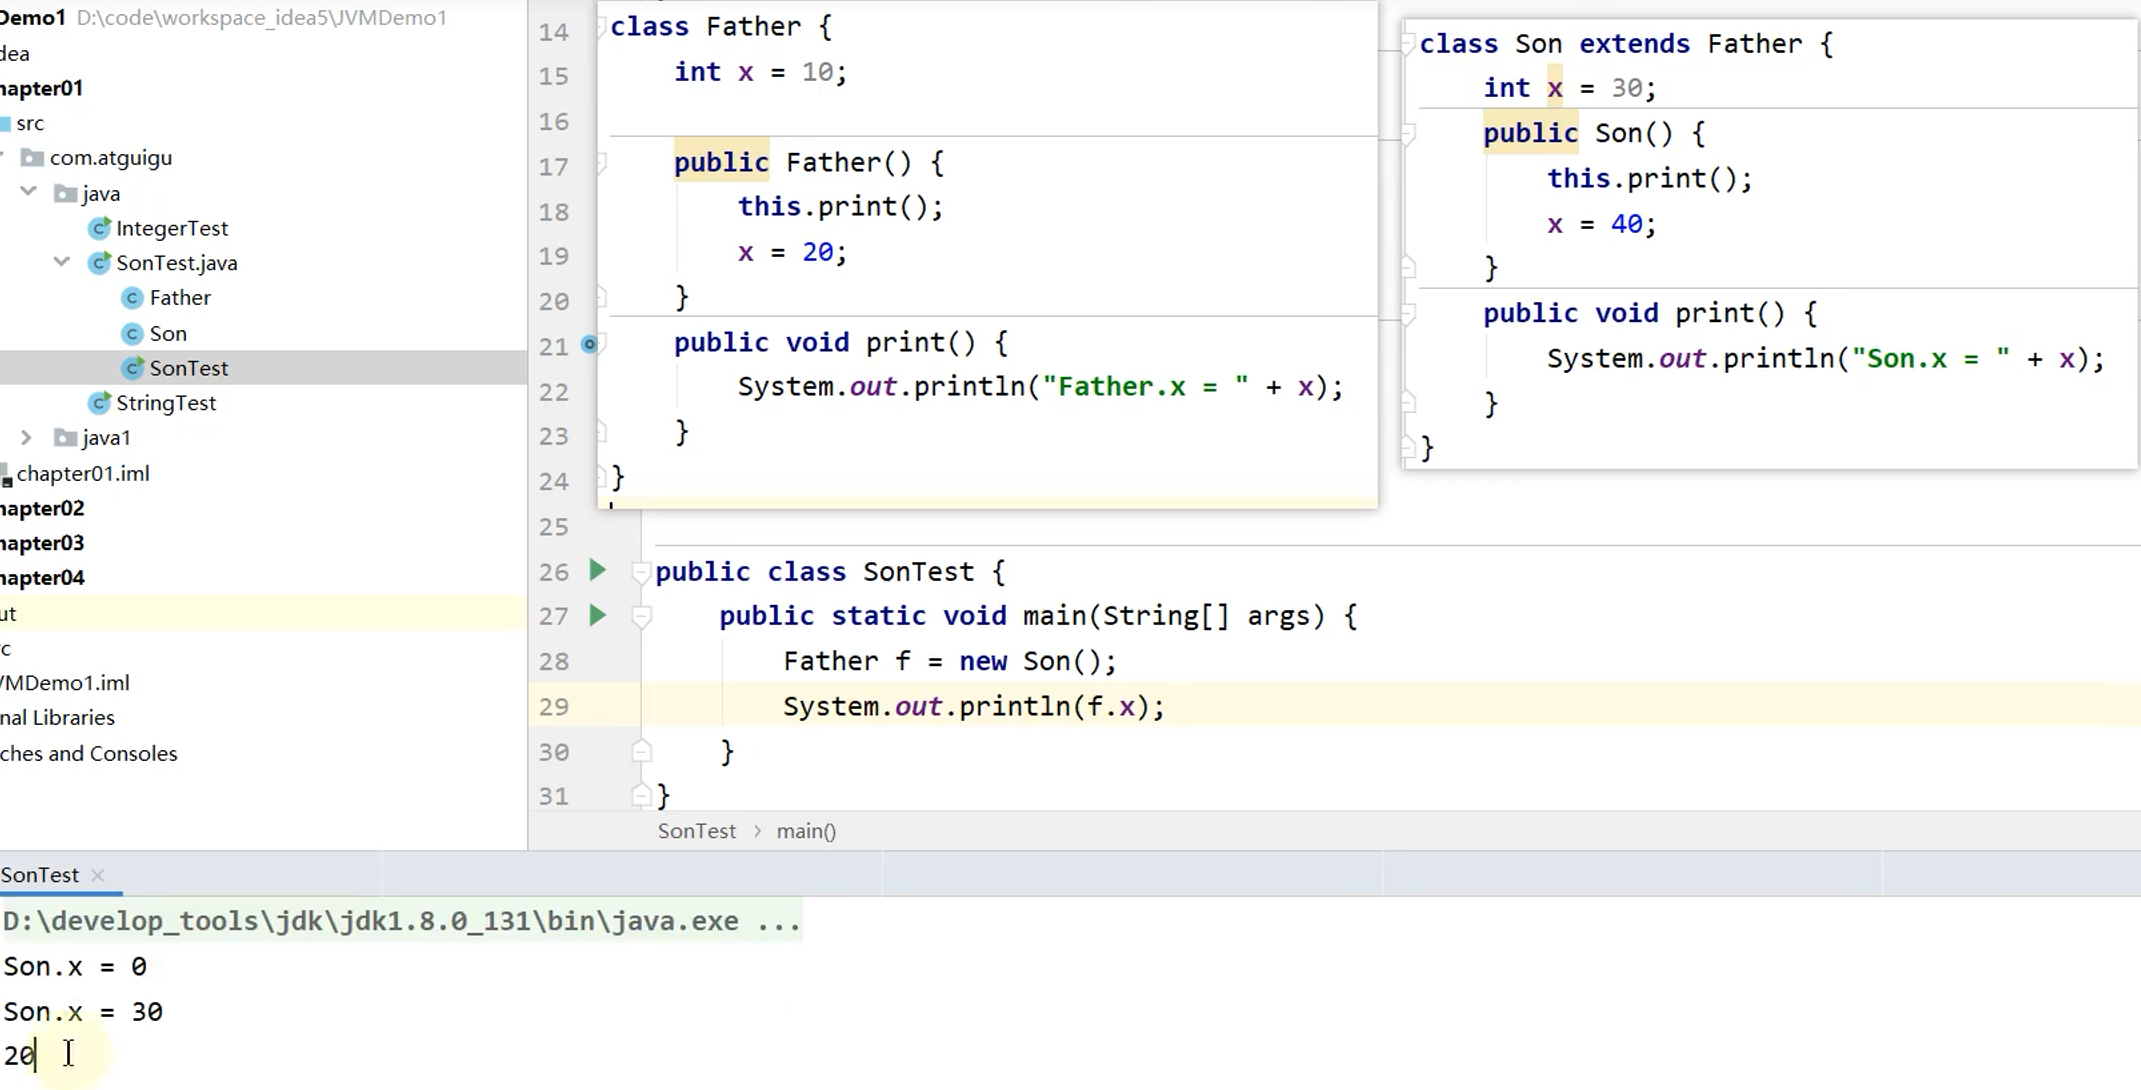 Demo1 D:\code\workspace_idea5\JVMDemo1
dea
hapter01
src
com.atguigu
java
IntegerTest
SonTest.java
Father
Son
SonTest
StringTest
java1
chapter01.iml
hapter02
hapter03
hapter04
ut
rc
VMDemo1.iml
nal Libraries
ches and Consoles
14 class Father {
15 int x = 10;
16
17 public Father() {
18 this.print();
19 x = 20;
20 }
21 public void print() {
22 System.out.println("Father.x = " + x);
23 }
24 }
25
class Son extends Father {
int x = 30;
public Son() {
this.print();
x = 40;
}
public void print() {
System.out.println("Son.x = " + x);
}
}
26 public class SonTest {
27 public static void main(String[] args) {
28 Father f = new Son();
29 System.out.println(f.x);
30 }
31 }
SonTest > main()
SonTest ×
D:\develop_tools\jdk\jdk1.8.0_131\bin\java.exe ...
Son.x = 0
Son.x = 30
20